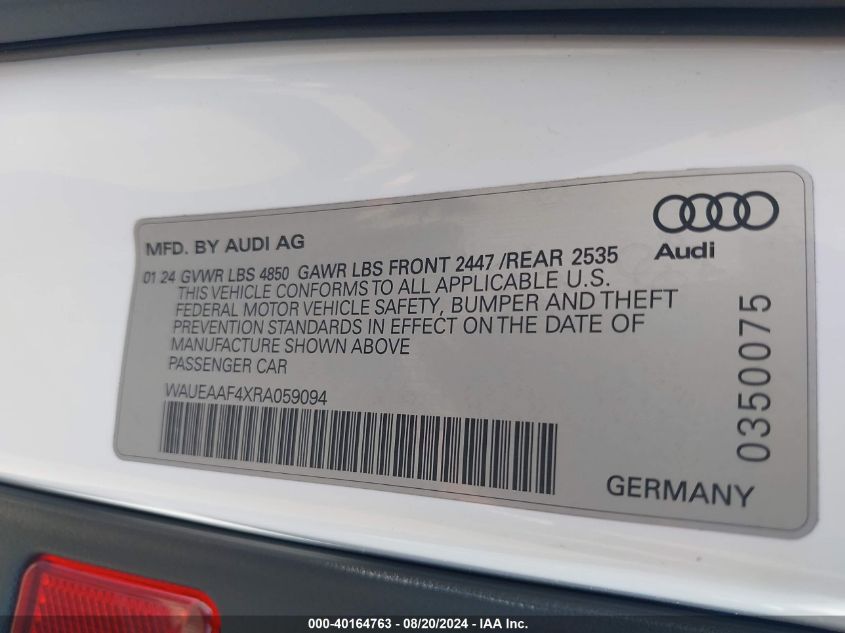 MFD. BY AUDI AG
Audi
01 24 GVWR LBS 4850 GAWR LBS FRONT 2447 /REAR 2535
THIS VEHICLE CONFORMS TO ALL APPLICABLE U.S.
FEDERAL MOTOR VEHICLE SAFETY, BUMPER AND THEFT
PREVENTION STANDARDS IN EFFECT ON THE DATE OF
MANUFACTURE SHOWN ABOVE
PASSENGER CAR
WAUEAAF4XRA059094
0350075
GERMANY
000-40164763 - 08/20/2024 - IAA Inc.